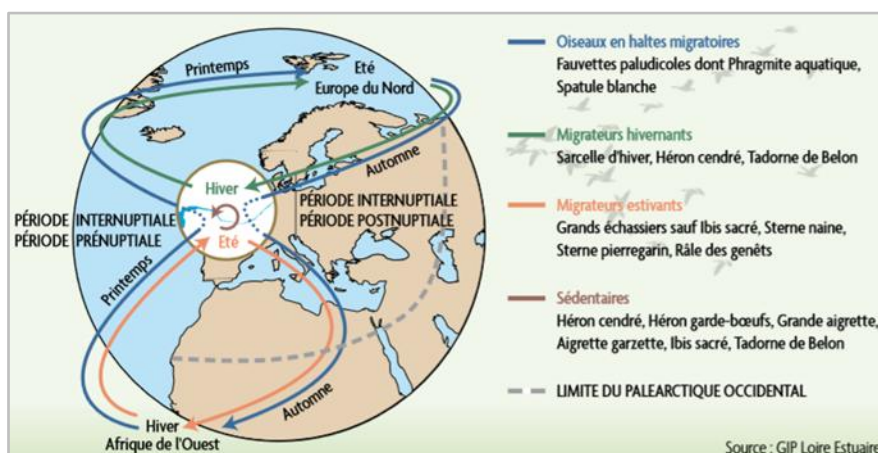 Printemps
Eté
Europe du Nord
Automne
Hiver
PÉRIODE INTERNUPTIALE
PÉRIODE PRÉNUPTIALE
PÉRIODE INTERNUPTIALE
PÉRIODE POSTNUPTIALE
Eté
Printemps
Automne
Hiver
Afrique de l'Ouest
Oiseaux en haltes migratoires
Fauvettes paludicoles dont Phragmite aquatique,
Spatule blanche
Migrateurs hivernants
Sarcelle d'hiver, Héron cendré, Tadorne de Belon
Migrateurs estivants
Grands échassiers sauf Ibis sacré, Sterne naine,
Sterne pierregarin, Râle des genêts
Sédentaires
Héron cendré, Héron garde-bœufs, Grande aigrette,
Aigrette garzette, Ibis sacré, Tadorne de Belon
LIMITE DU PALEARCTIQUE OCCIDENTAL
Source : GIP Loire Estuaire